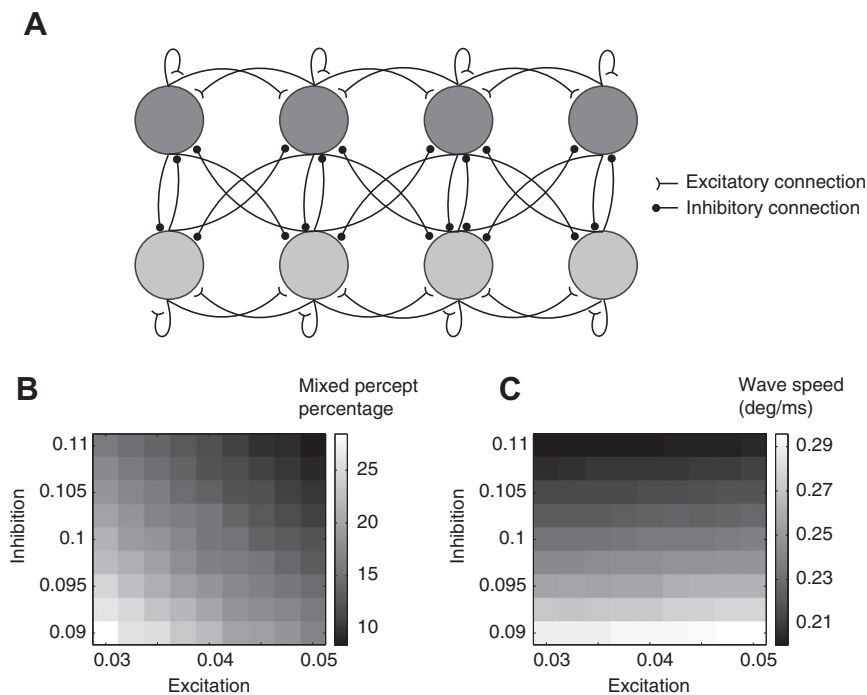 A
Excitatory connection
Inhibitory connection
B
Mixed percept
percentage
0.11
0.105
0.1
0.095
0.09
Inhibition
0.03
0.04
0.05
Excitation
25
20
15
10
C
Wave speed
(deg/ms)
0.11
0.105
0.1
0.095
0.09
Inhibition
0.03
0.04
0.05
Excitation
0.29
0.27
0.25
0.23
0.21